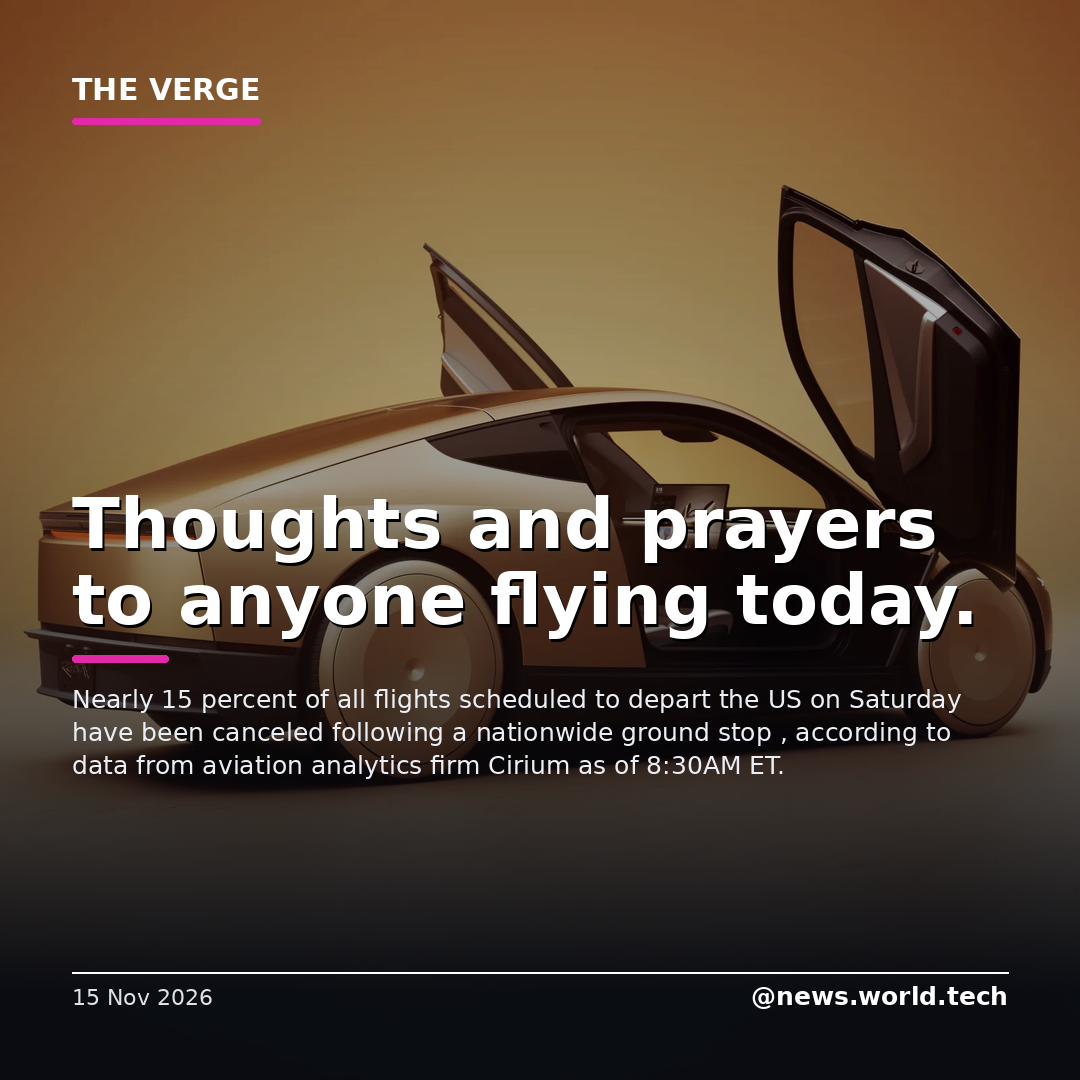 THE VERGE
Thoughts and prayers
to anyone flying today.
Nearly 15 percent of all flights scheduled to depart the US on Saturday
have been canceled following a nationwide ground stop , according to
data from aviation analytics firm Cirium as of 8:30AM ET.
15 Nov 2026
@news.world.tech